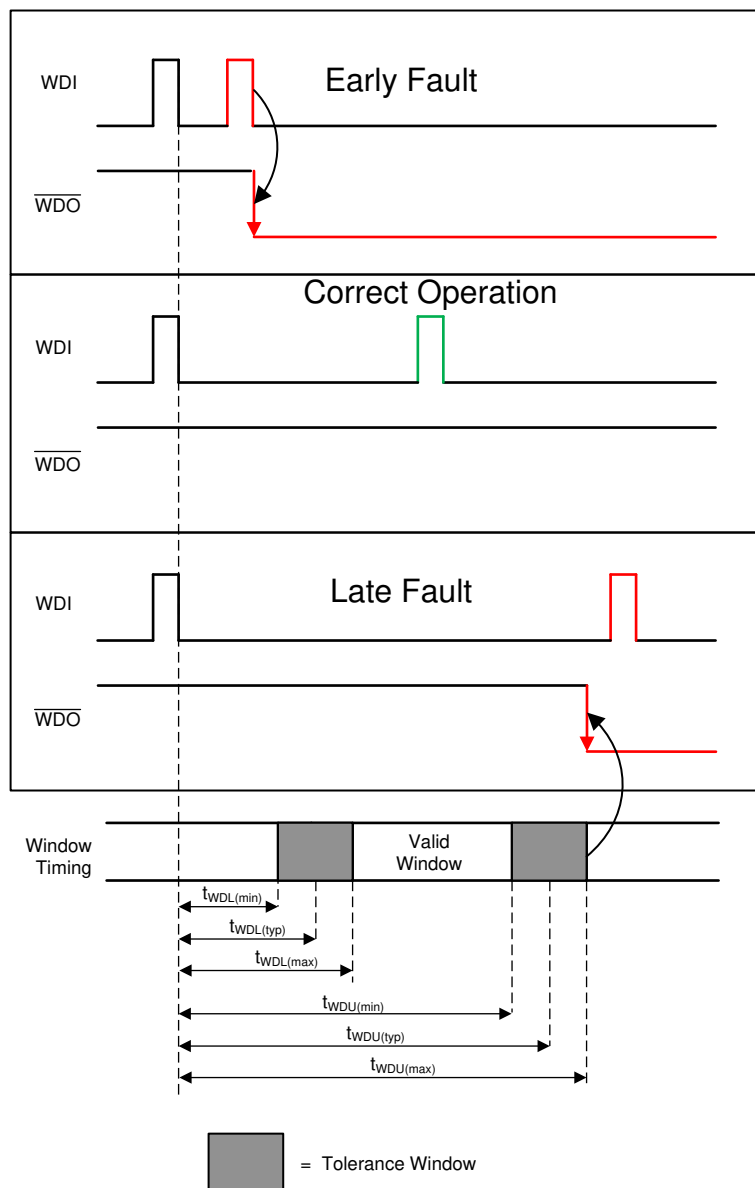 Early Fault
WDI
WDO
Correct Operation
WDI
WDO
Late Fault
WDI
WDO
Window
Timing
Valid
Window
tWDL(min)
tWDL(typ)
tWDL(max)
tWDU(min)
tWDU(typ)
tWDU(max)
= Tolerance Window